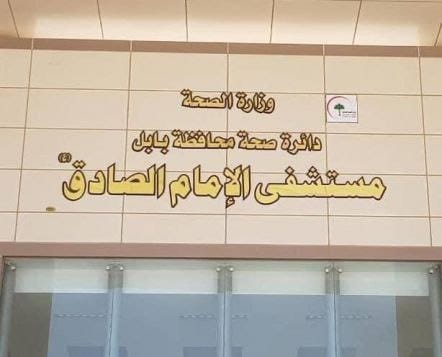 وزارة الصحة
دائرة صحة محافظة بابل
مستشفى الإمام الصادق (ع)